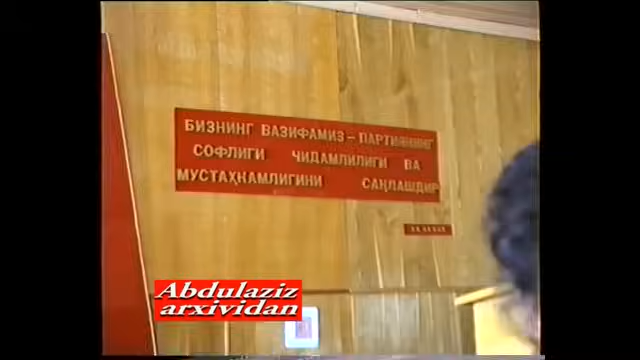 БИЗНИНГ ВАЗИФАМИЗ – ПАРТИЯНИНГ
СОФЛИГИ ЧИДАМЛИЛИГИ ВА
МУСТАҲКАМЛИГИНИ САҚЛАШДИР
Abdulaziz
arxividan